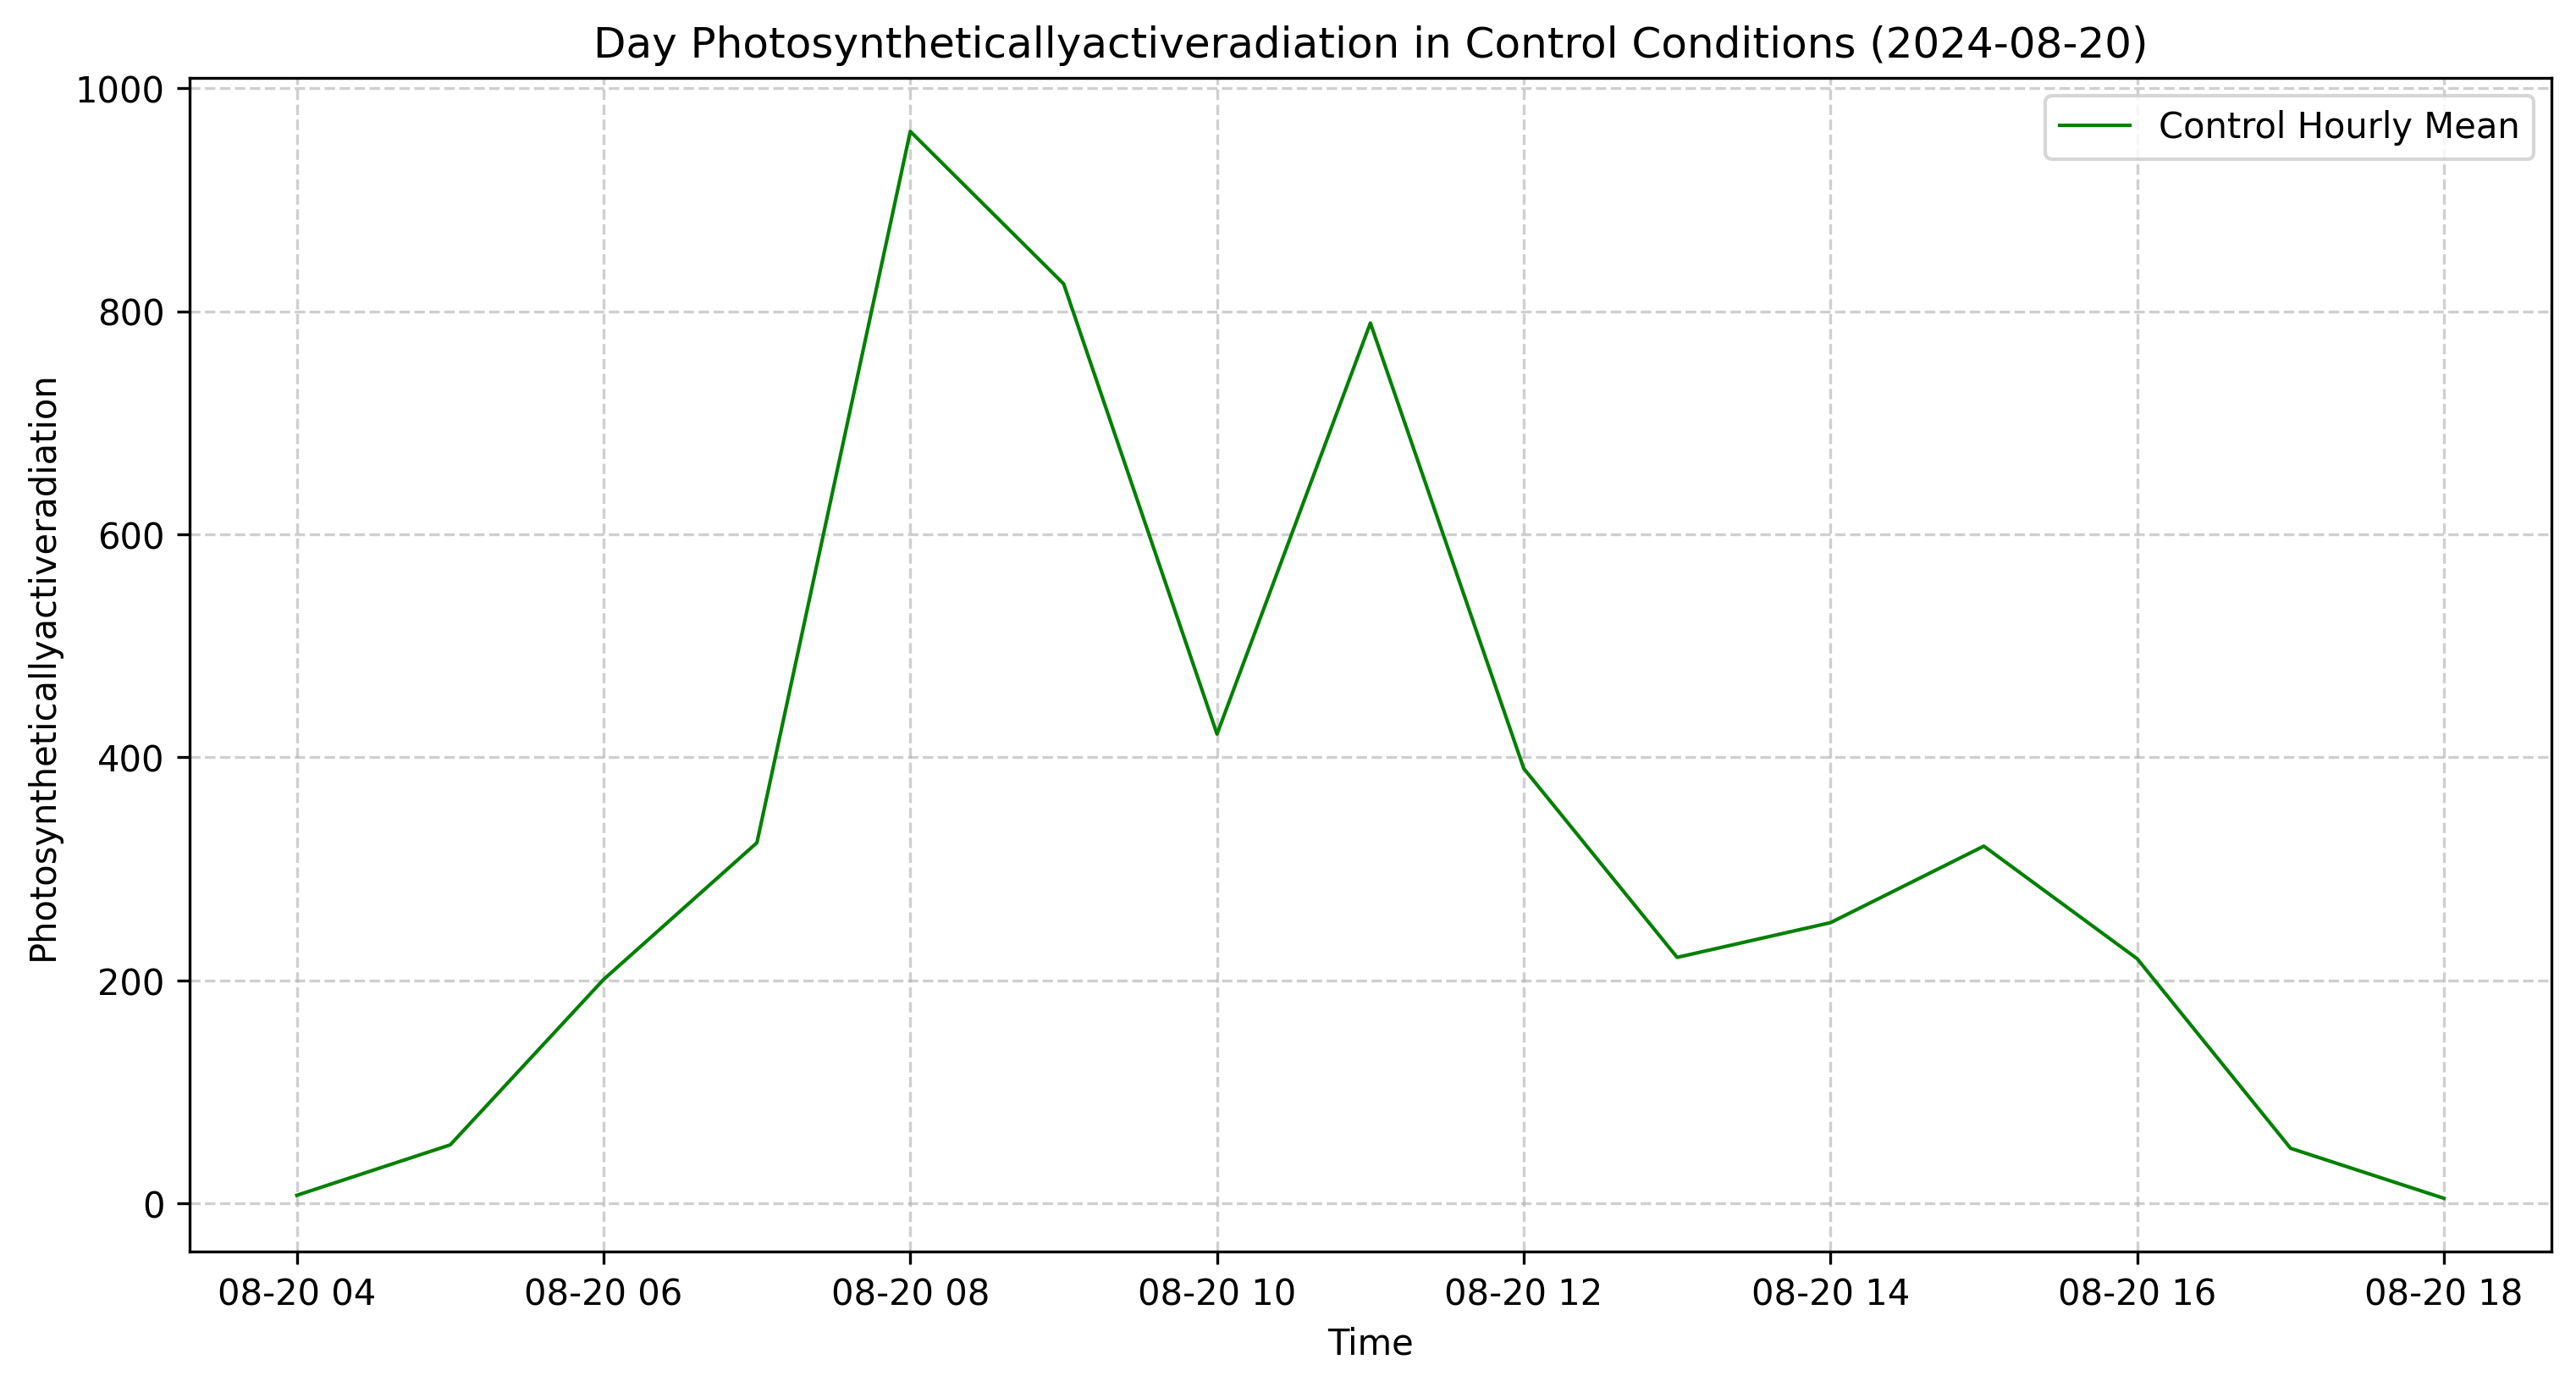 Day Photosyntheticallyactiveradiation in Control Conditions (2024-08-20)
Control Hourly Mean
Photosyntheticallyactiveradiation
1000
800
600
400
200
0
08-20 04 08-20 06 08-20 08 08-20 10 08-20 12 08-20 14 08-20 16 08-20 18
Time